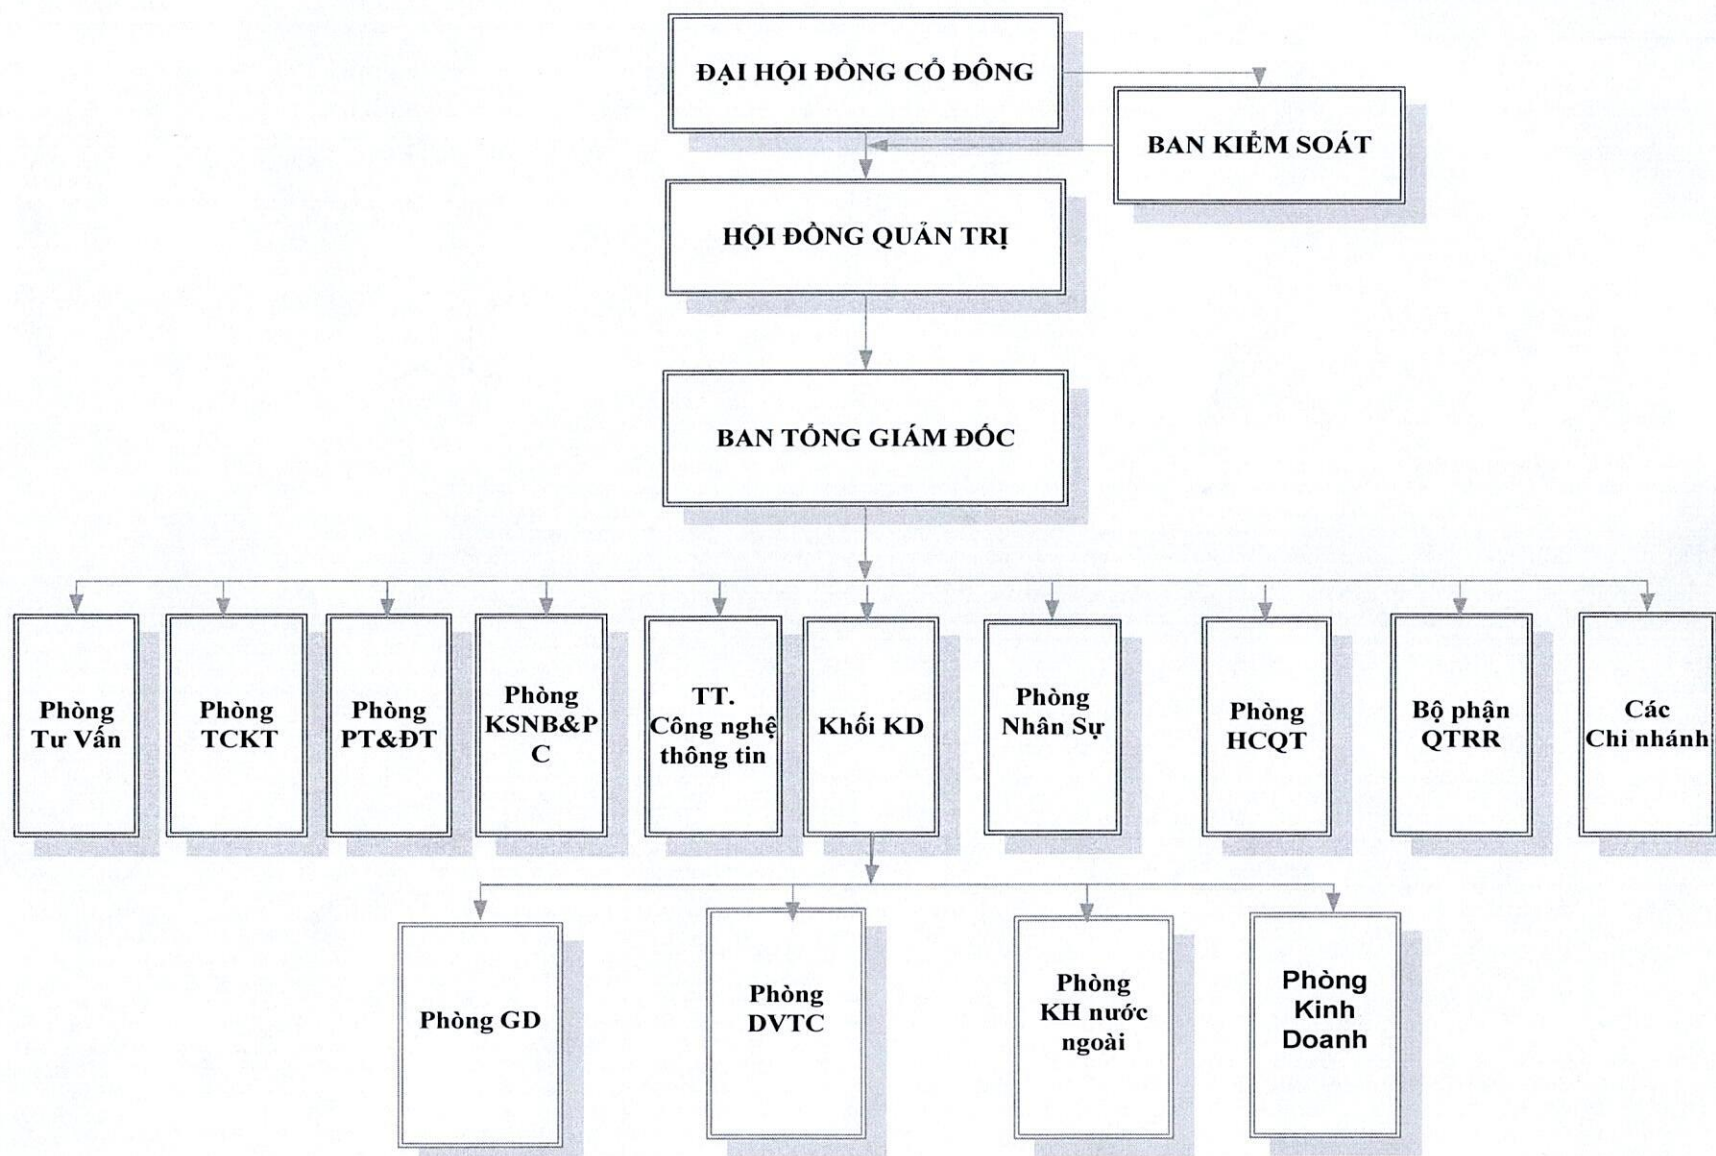 ĐẠI HỘI ĐỒNG CỔ ĐÔNG
BAN KIỂM SOÁT
HỘI ĐỒNG QUẢN TRỊ
BAN TỔNG GIÁM ĐỐC
Phòng
Tư Vấn
Phòng
TCKT
Phòng
PT&ĐT
Phòng
KSNB&P
C
TT.
Công nghệ
thông tin
Khối KD
Phòng
Nhân Sự
Phòng
HCQT
Bộ phận
QTRR
Các
Chi nhánh
Phòng GD
Phòng
DVTC
Phòng
KH nước
ngoài
Phòng
Kinh
Doanh